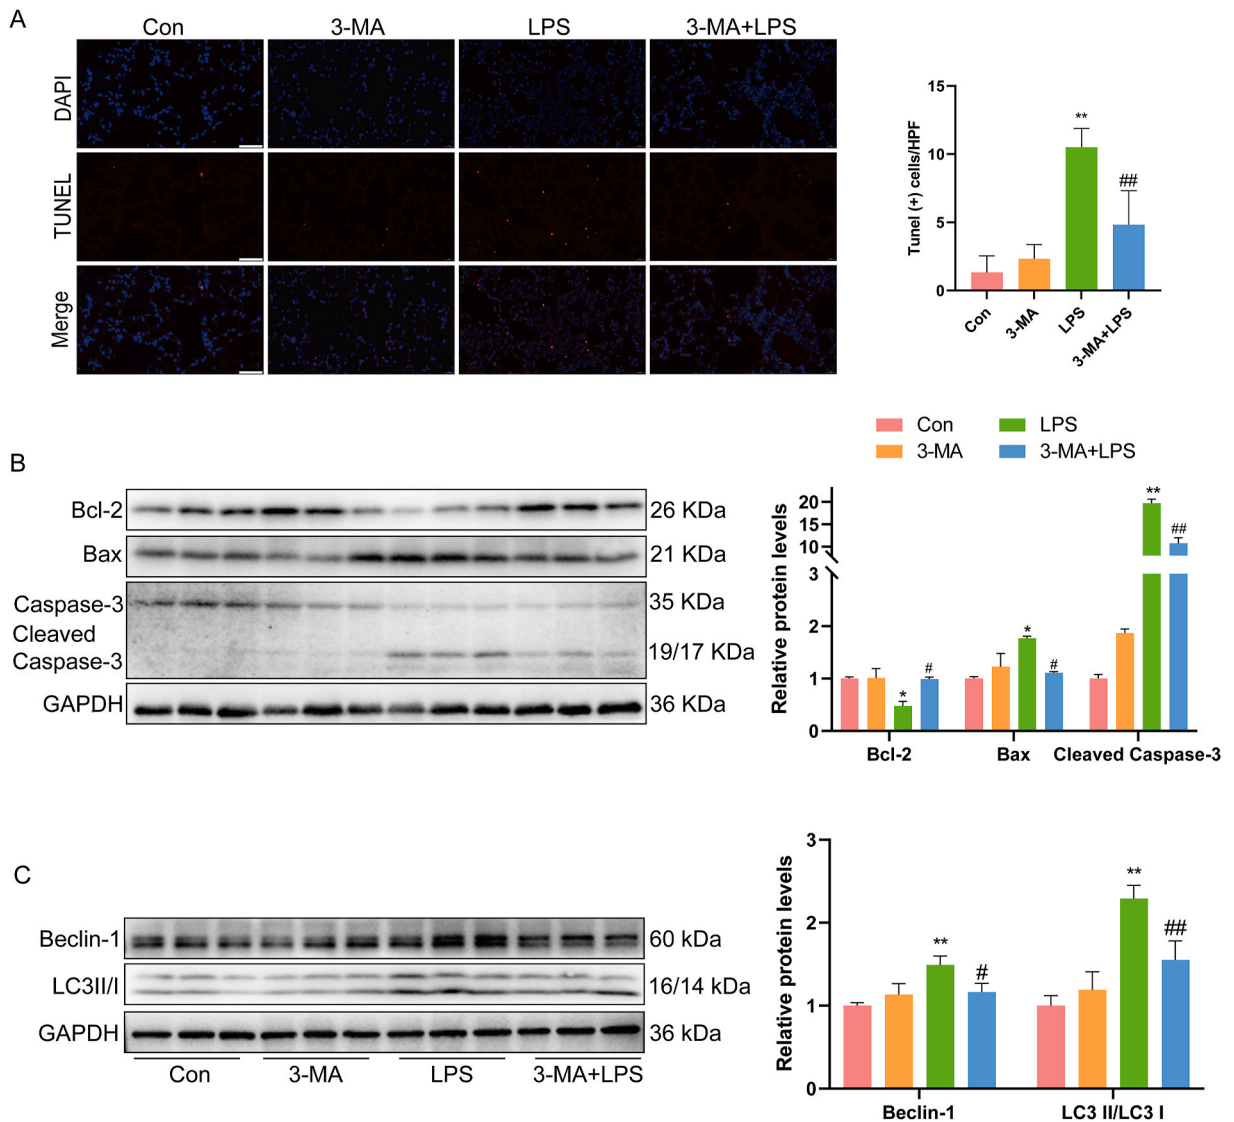 A
Con 3-MA LPS 3-MA+LPS
DAPI
TUNEL
Merge
Tunel (+) cells/HPF
15
10
5
0
**
##
Con 3-MA LPS 3-MA+LPS
B
Bcl-2 26 KDa
Bax 21 KDa
Caspase-3 35 KDa
Cleaved
Caspase-3 19/17 KDa
GAPDH 36 KDa
Con LPS
3-MA 3-MA+LPS
Relative protein levels
20
15
10
3
2
1
0
* # * # ** ##
Bcl-2 Bax Cleaved Caspase-3
C
Beclin-1 60 kDa
LC3II/I 16/14 kDa
GAPDH 36 kDa
Con 3-MA LPS 3-MA+LPS
Relative protein levels
3
2
1
0
** # ** ##
Beclin-1 LC3 II/LC3 I